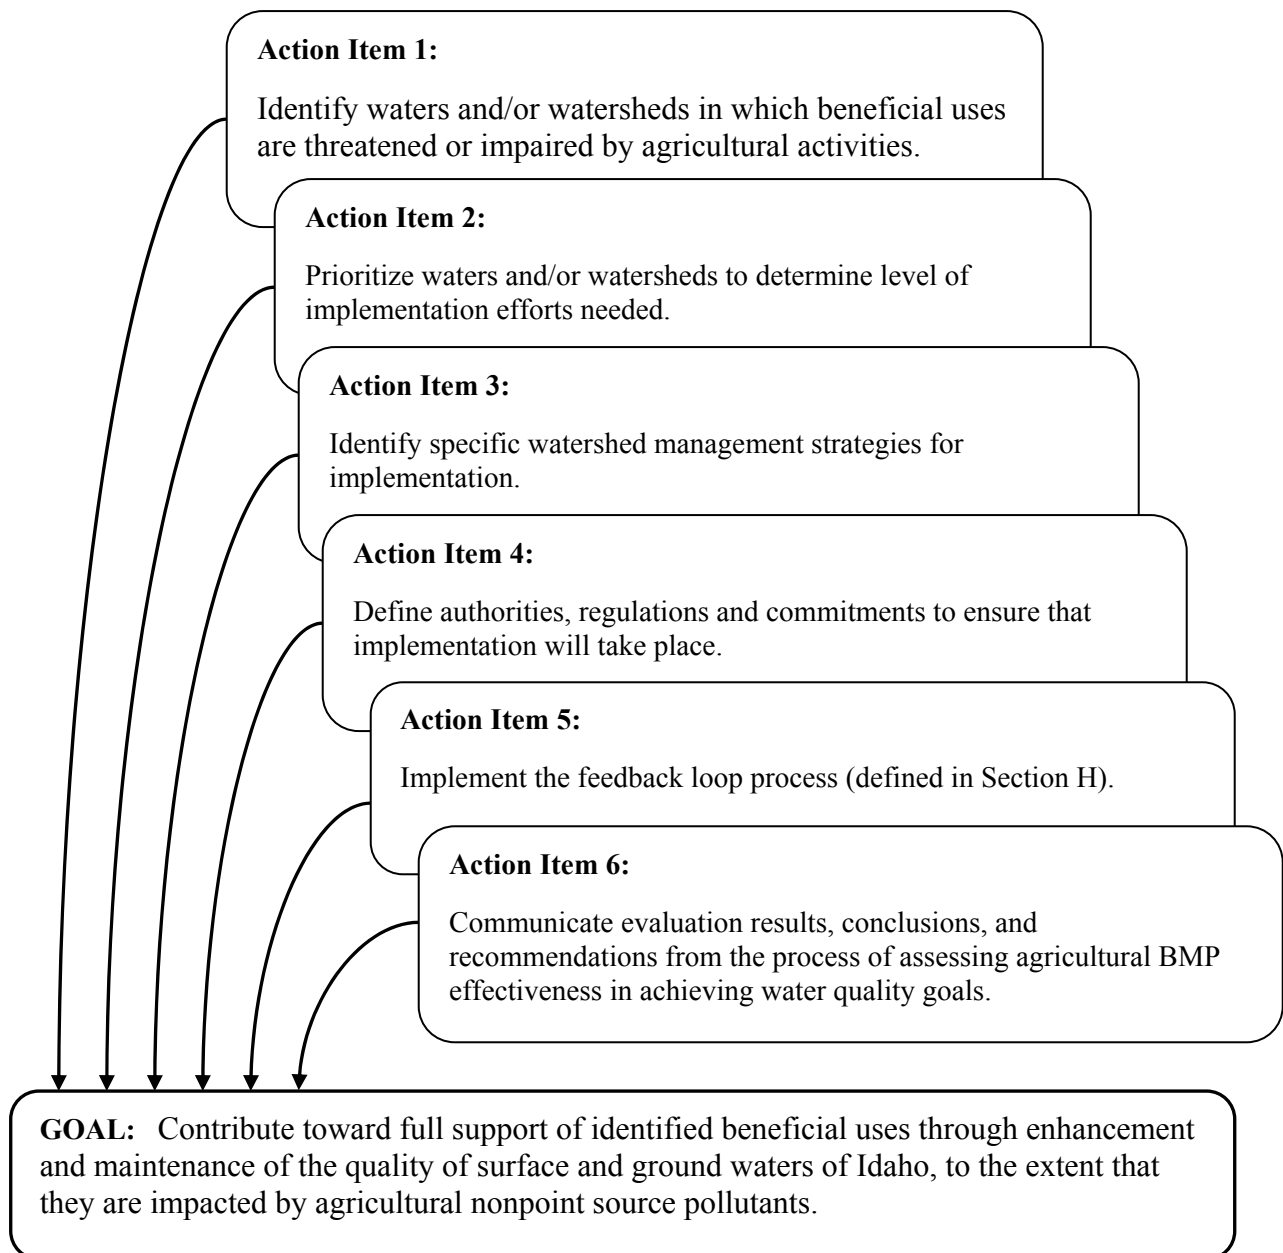 Action Item 1:
Identify waters and/or watersheds in which beneficial uses
are threatened or impaired by agricultural activities.
Action Item 2:
Prioritize waters and/or watersheds to determine level of
implementation efforts needed.
Action Item 3:
Identify specific watershed management strategies for
implementation.
Action Item 4:
Define authorities, regulations and commitments to ensure that
implementation will take place.
Action Item 5:
Implement the feedback loop process (defined in Section H).
Action Item 6:
Communicate evaluation results, conclusions, and
recommendations from the process of assessing agricultural BMP
effectiveness in achieving water quality goals.
GOAL: Contribute toward full support of identified beneficial uses through enhancement
and maintenance of the quality of surface and ground waters of Idaho, to the extent that
they are impacted by agricultural nonpoint source pollutants.